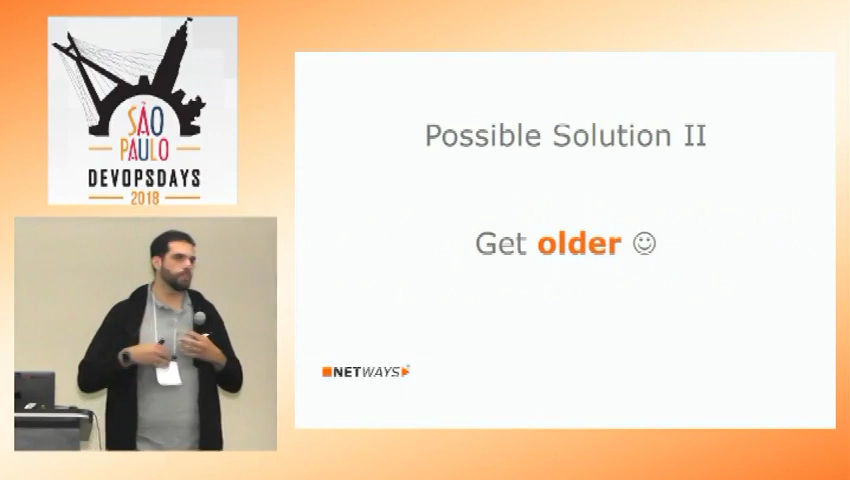 SÃO
PAULO
DEVOPSDAYS
2018
Possible Solution II
Get older ☺
NETWAYS